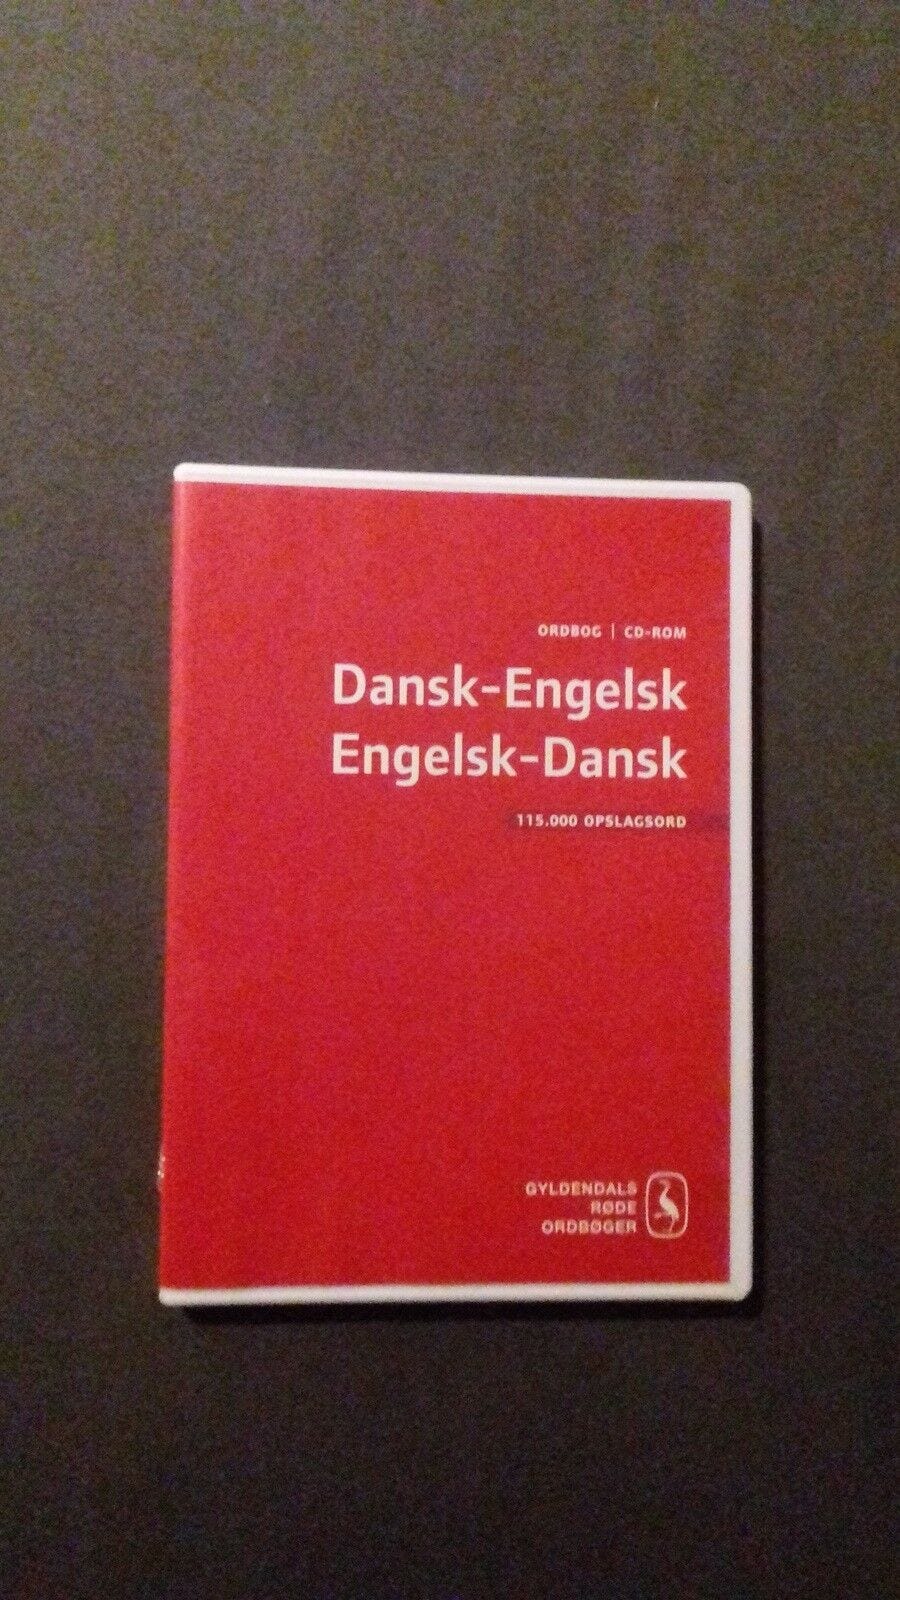 ORDBOG | CD-ROM
Dansk-Engelsk
Engelsk-Dansk
115.000 OPSLAGSORD
GYLDENDALS
RØDE
ORDBØGER